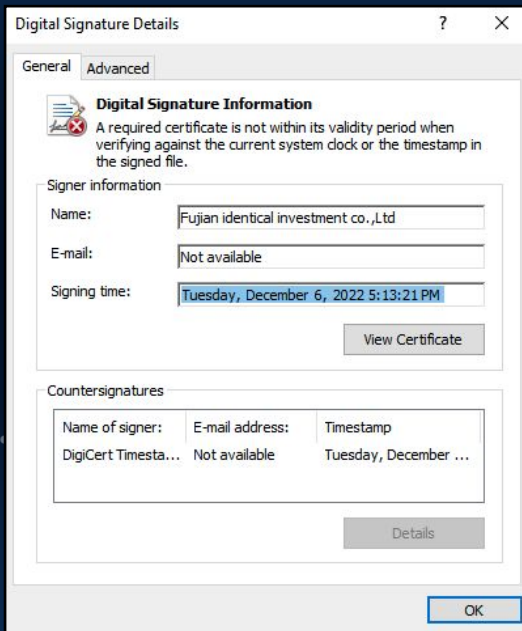 Digital Signature Details
?
General
Advanced
Digital Signature Information
A required certificate is not within its validity period when
verifying against the current system clock or the timestamp in
the signed file.
Signer information
Name:
Fujian identical investment co.,Ltd
E-mail:
Not available
Signing time:
Tuesday, December 6, 2022 5:13:21 PM
View Certificate
Countersignatures
Name of signer:
E-mail address:
Timestamp
DigiCert Timesta...
Not available
Tuesday, December ...
Details
OK